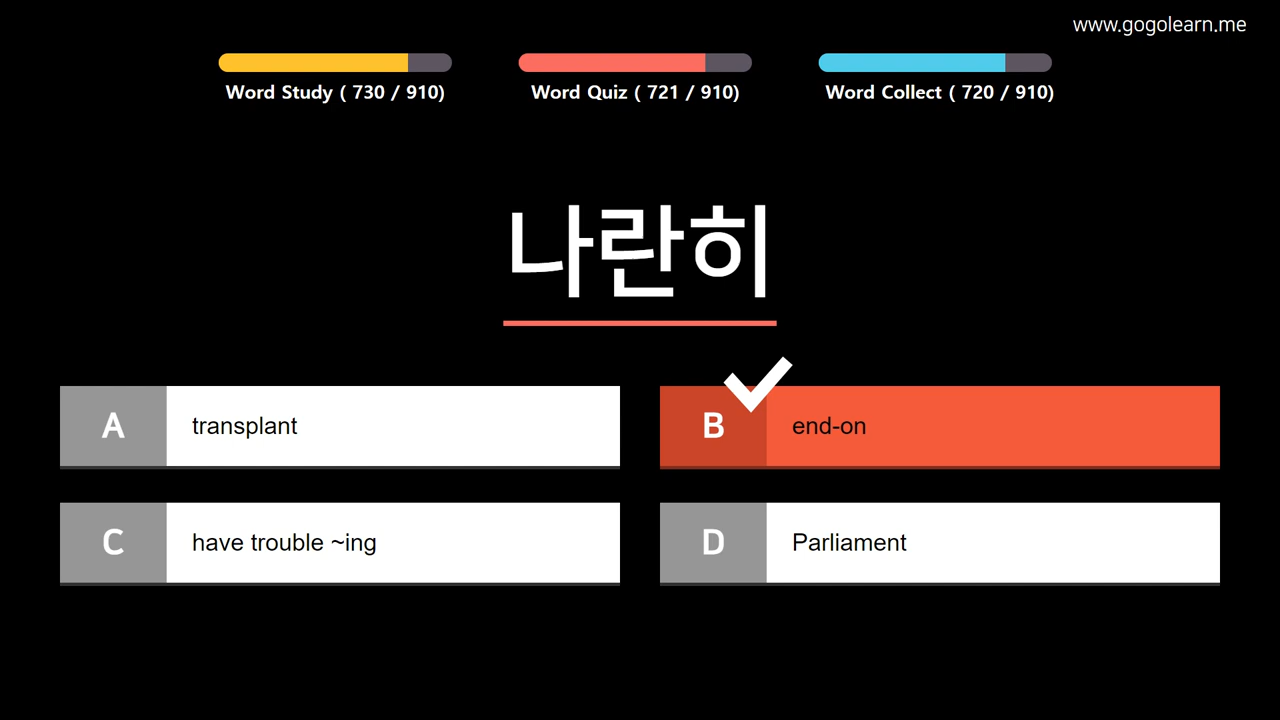 www.gogolearn.me
Word Study ( 730 / 910)
Word Quiz ( 721 / 910)
Word Collect ( 720 / 910)
나란히
A transplant
B end-on
C have trouble ~ing
D Parliament